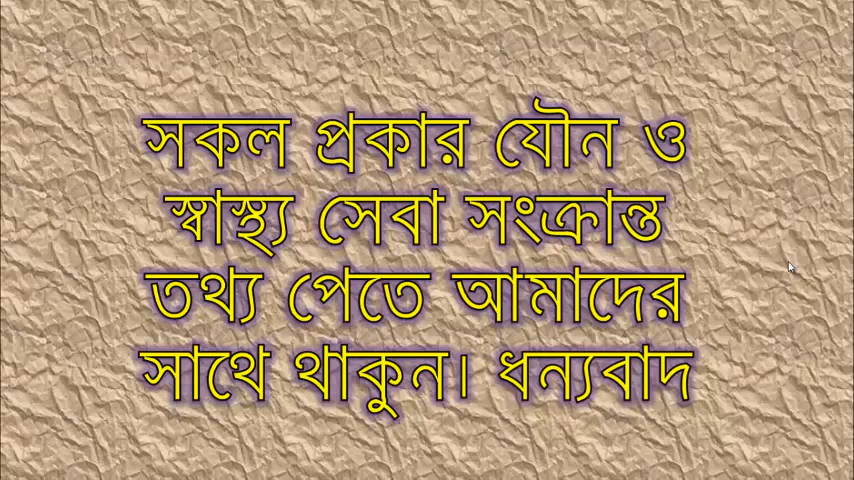 সকল প্রকার যৌন ও
স্বাস্থ্য সেবা সংক্রান্ত
তথ্য পেতে আমাদের
সাথে থাকুন। ধন্যবাদ